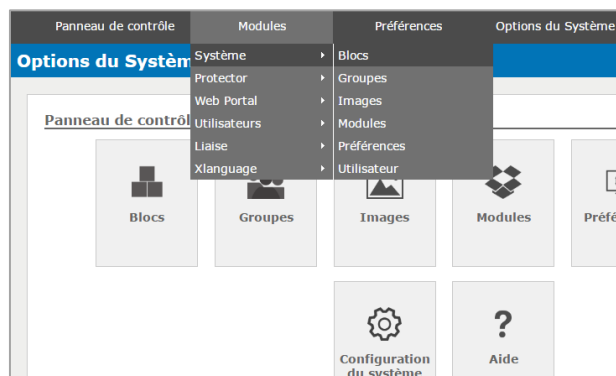 Panneau de contrôle Modules Préférences Options du Système
Options du Systèm
Système Blocs
Protector Groupes
Web Portal Images
Utilisateurs Modules
Liaise Préférences
Xlanguage Utilisateur
Panneau de contrôl
Blocs Groupes Images Modules Préfé
Configuration
du système
Aide
?